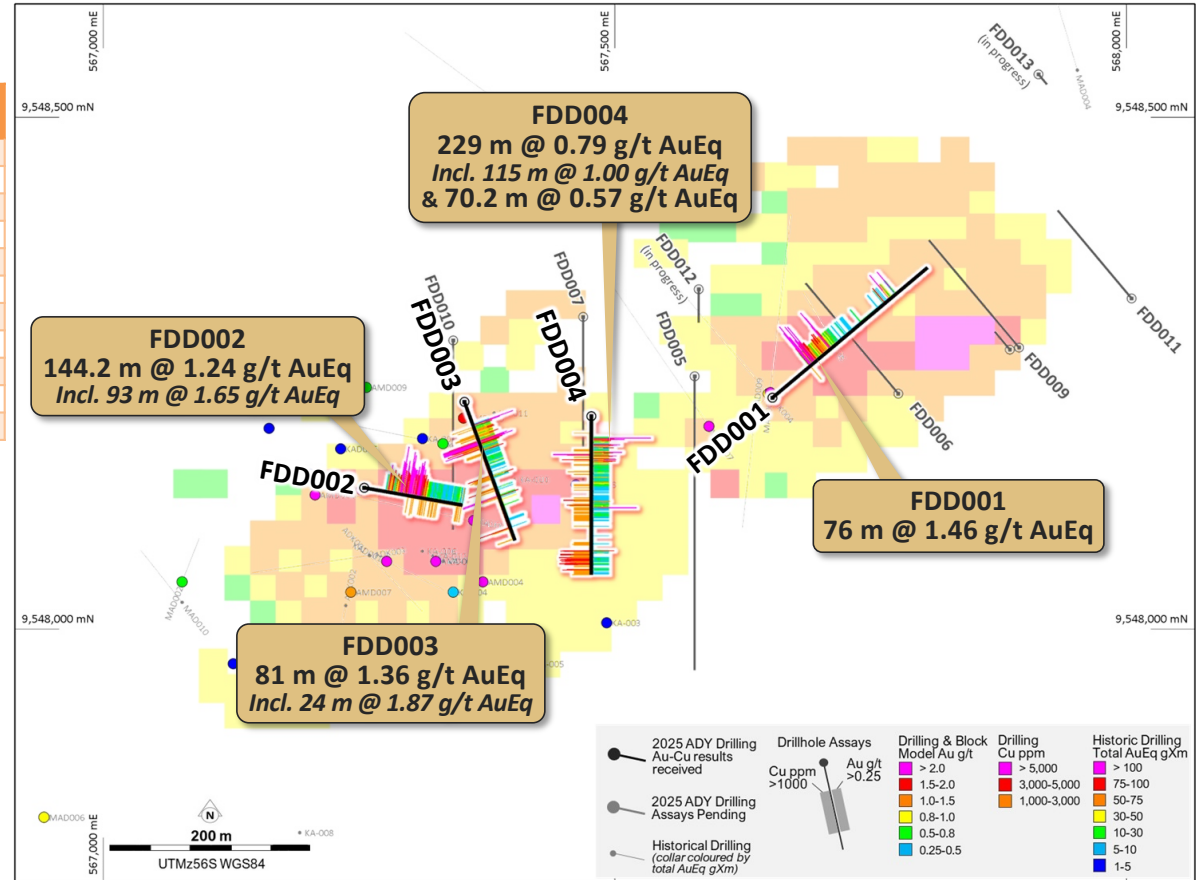 567,000 mE
567,500 mE
568,000 mE
9,548,500 mN
9,548,500 mN
FDD013
(in progress)
MAD004
FDD004
229 m @ 0.79 g/t AuEq
Incl. 115 m @ 1.00 g/t AuEq
& 70.2 m @ 0.57 g/t AuEq
FDD012
(in progress)
FDD007
FDD010
FDD003
FDD004
FDD005
FDD011
FDD009
FDD006
FDD001
FDD002
144.2 m @ 1.24 g/t AuEq
Incl. 93 m @ 1.65 g/t AuEq
AMD009
FDD002
FDD001
76 m @ 1.46 g/t AuEq
AMD004
AMD007
MAD010
KA-003
9,548,000 mN
9,548,000 mN
FDD003
81 m @ 1.36 g/t AuEq
Incl. 24 m @ 1.87 g/t AuEq
MAD006
KA-008
567,000 mE
N
200 m
UTMz56S WGS84
2025 ADY Drilling
Au-Cu results
received
2025 ADY Drilling
Assays Pending
Historical Drilling
(collar coloured by
total AuEq gXm)
Drillhole Assays
Cu ppm
>1000
Au g/t
>0.25
Drilling & Block
Model Au g/t
> 2.0
1.5-2.0
1.0-1.5
0.8-1.0
0.5-0.8
0.25-0.5
Drilling
Cu ppm
> 5,000
3,000-5,000
1,000-3,000
Historic Drilling
Total AuEq gXm
> 100
75-100
50-75
30-50
10-30
5-10
1-5